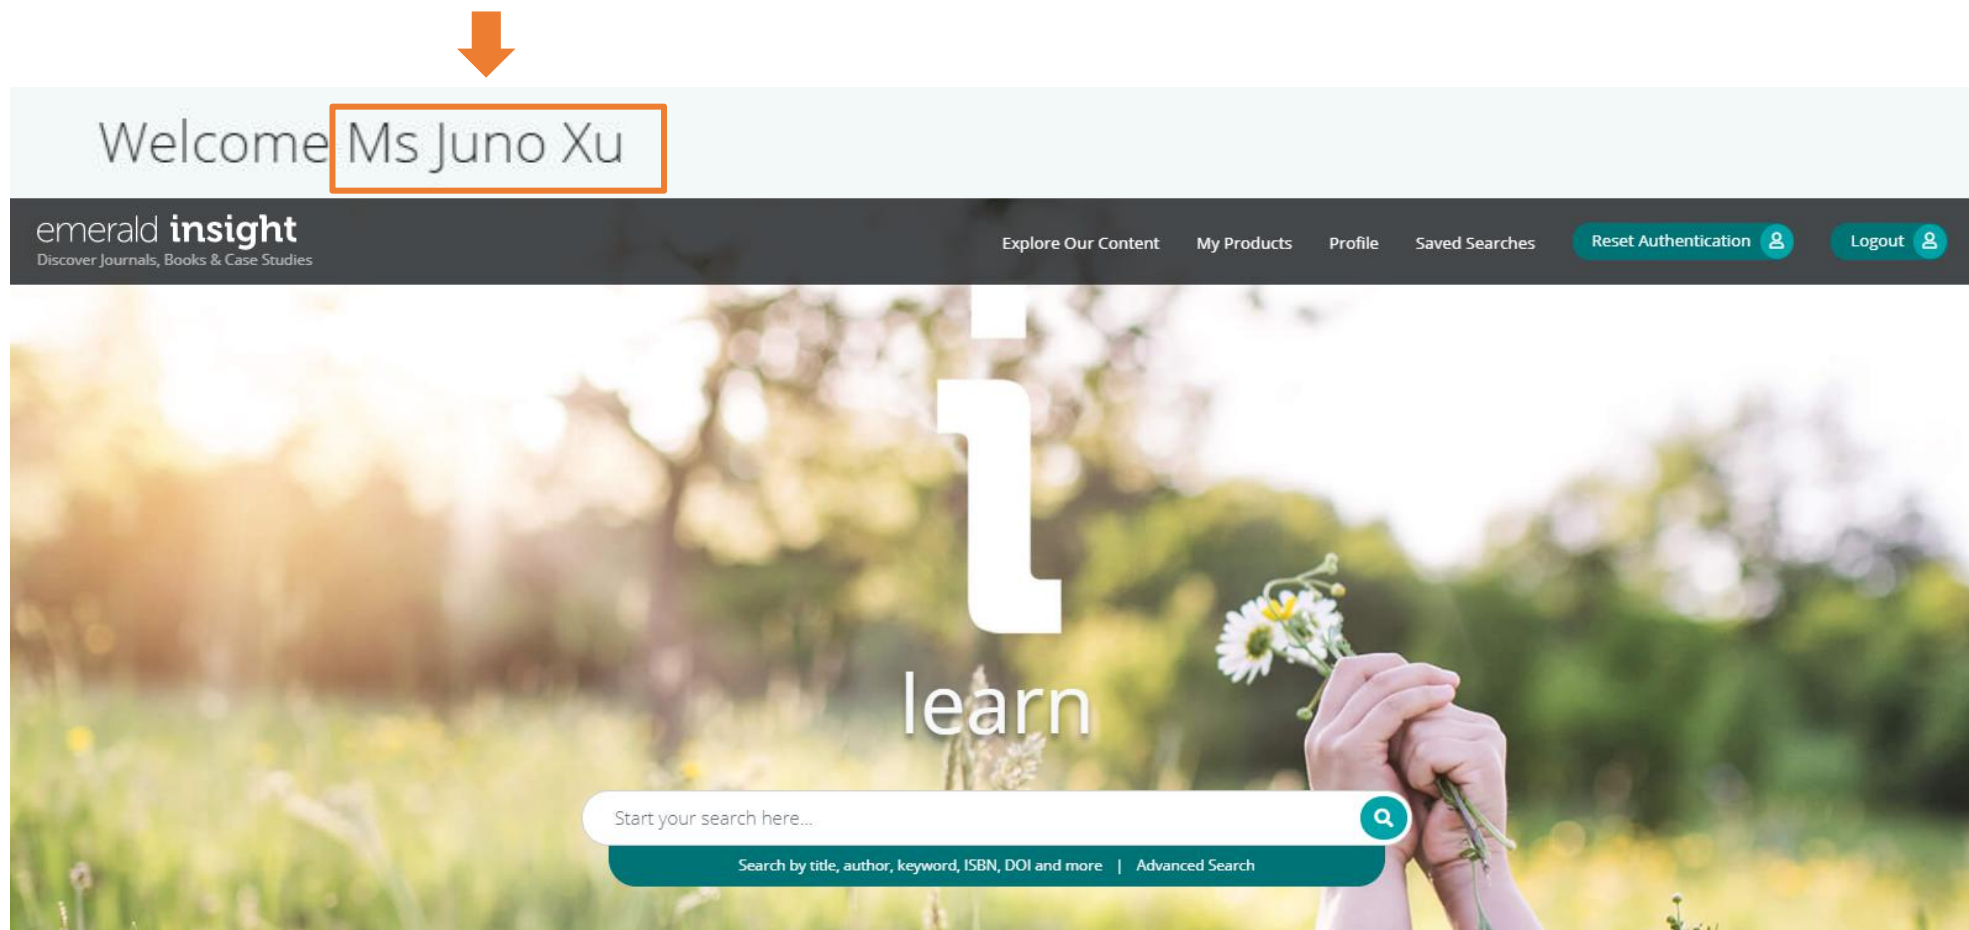 Welcome Ms Juno Xu
emerald insight
Discover Journals, Books & Case Studies
Explore Our Content My Products Profile Saved Searches Reset Authentication Logout
i
learn
Start your search here...
Search by title, author, keyword, ISBN, DOI and more | Advanced Search